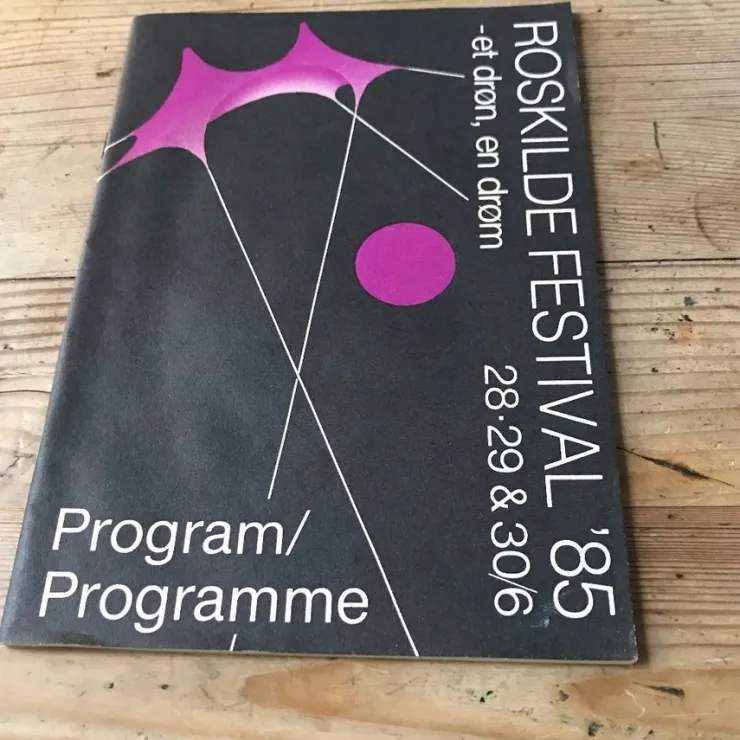 ROSKILDE FESTIVAL '85
-et drøn, en drøm
28·29 & 30/6
Program/
Programme